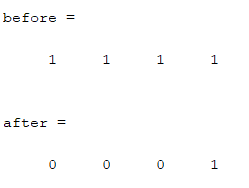 before =
1 1 1 1
after =
0 0 0 1